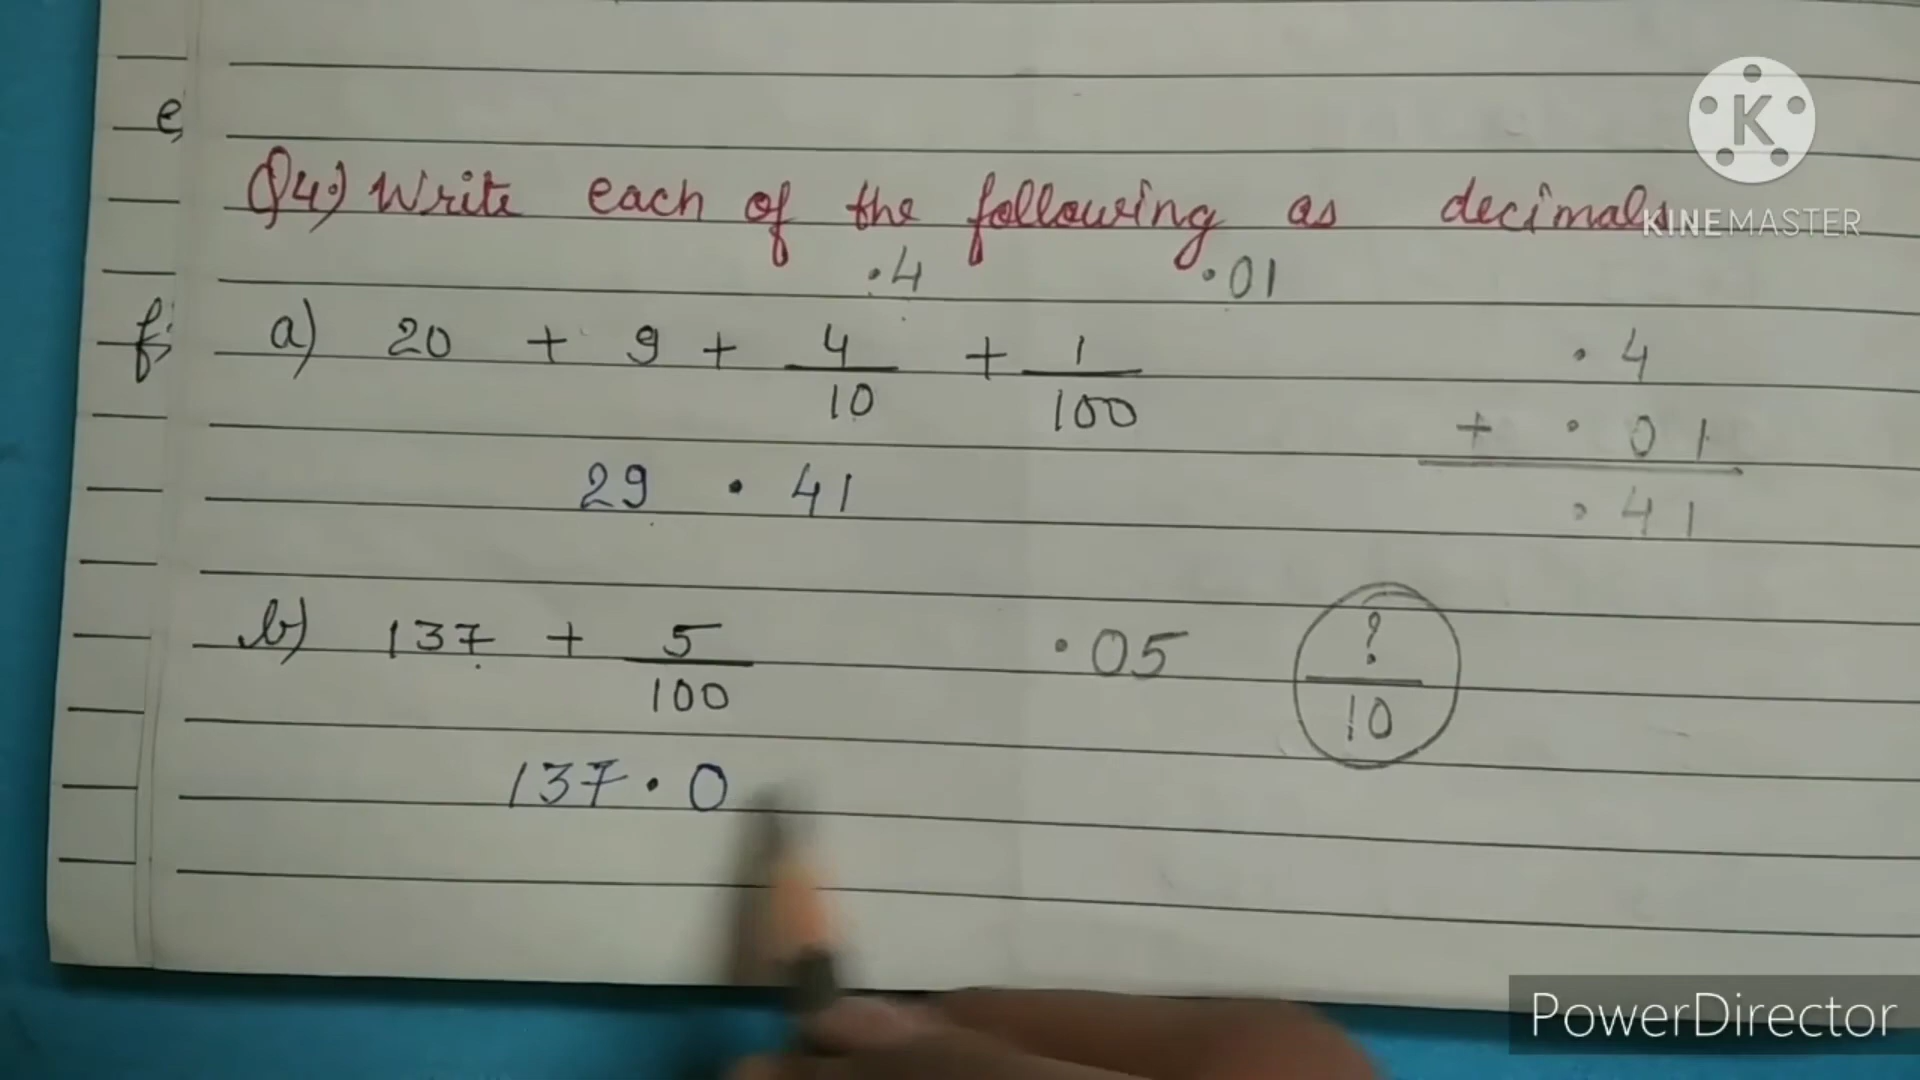 e,
Q4.) Write each of the following as decimals
K
KINEMASTER
.4 .01
f, a) 20 + 9 + 4/10 + 1/100
.4
+ .01
.41
29 . 41
b) 137 + 5/100 .05 ?/10
137.0
PowerDirector